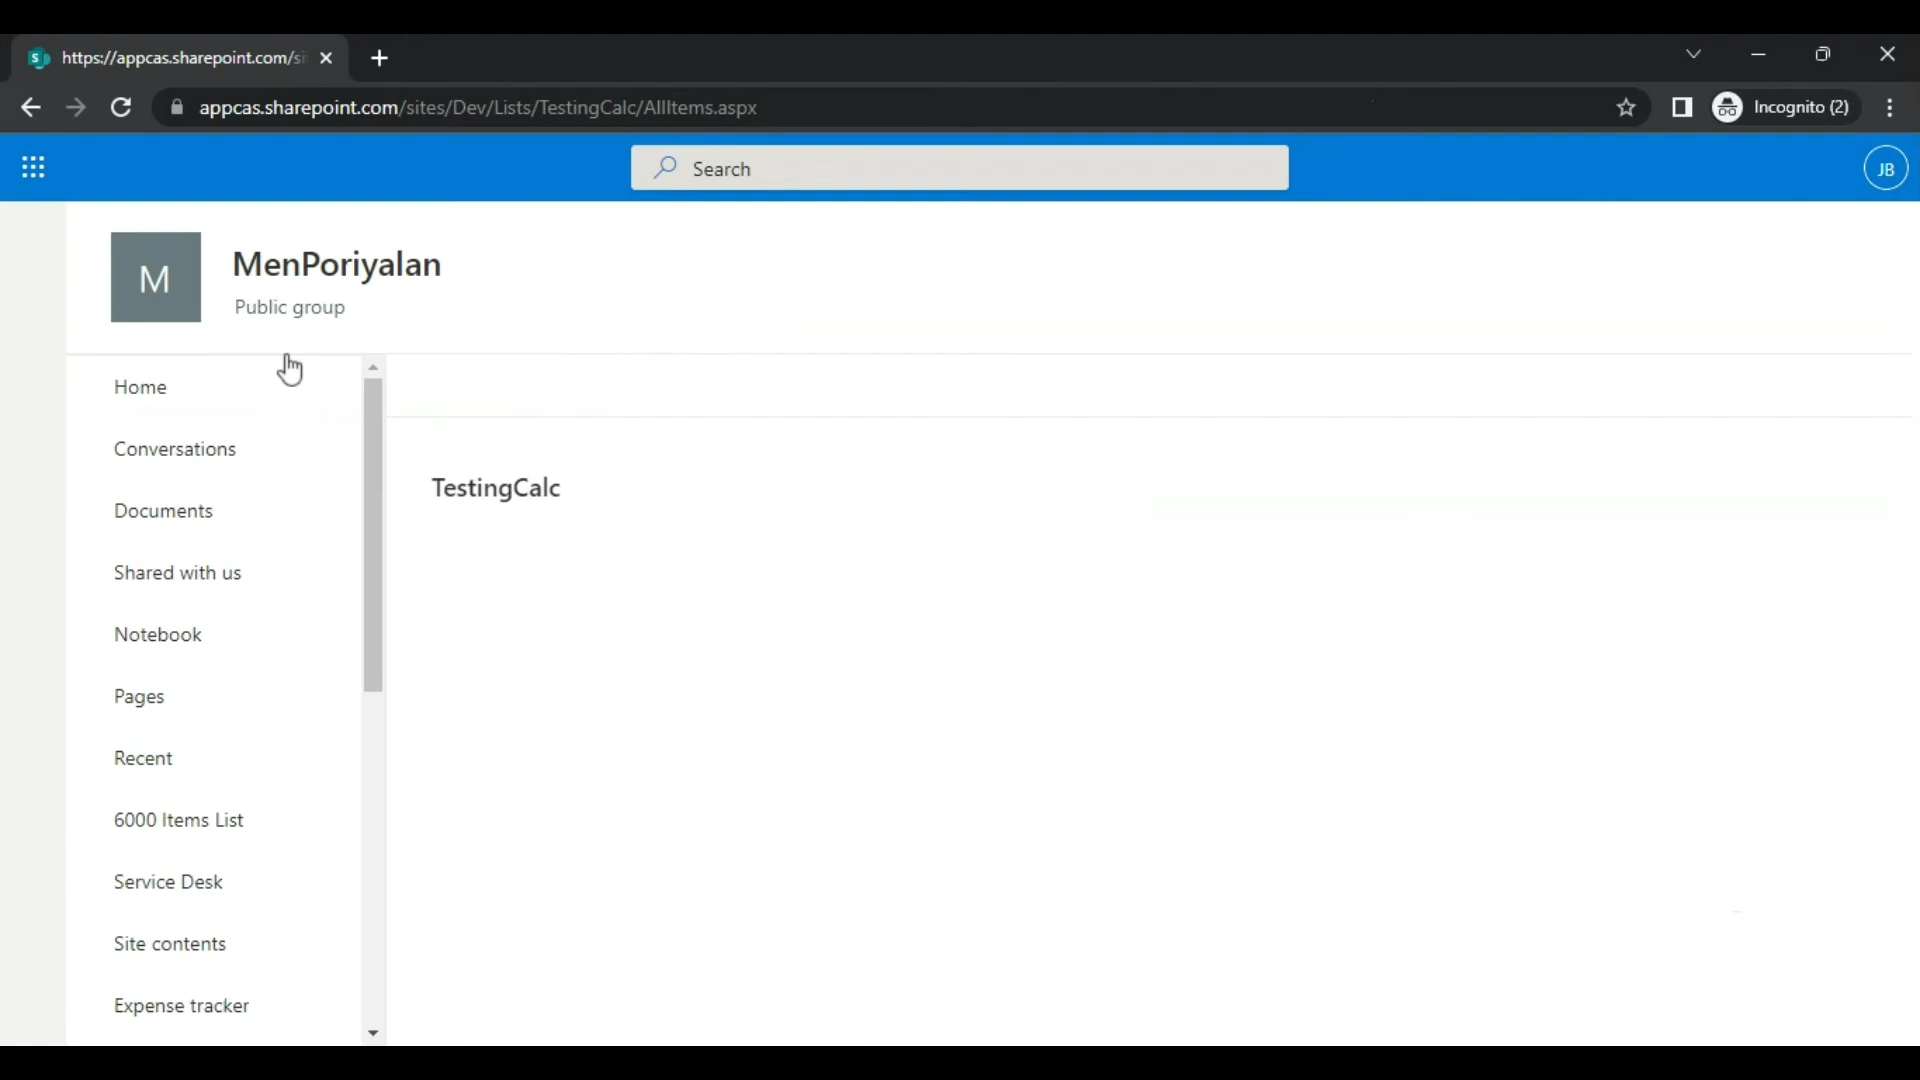 https://appcas.sharepoint.com/si
appcas.sharepoint.com/sites/Dev/Lists/TestingCalc/AllItems.aspx
Incognito (2)
Search
JB
M
MenPoriyalan
Public group
Home
Conversations
Documents
Shared with us
Notebook
Pages
Recent
6000 Items List
Service Desk
Site contents
Expense tracker
TestingCalc